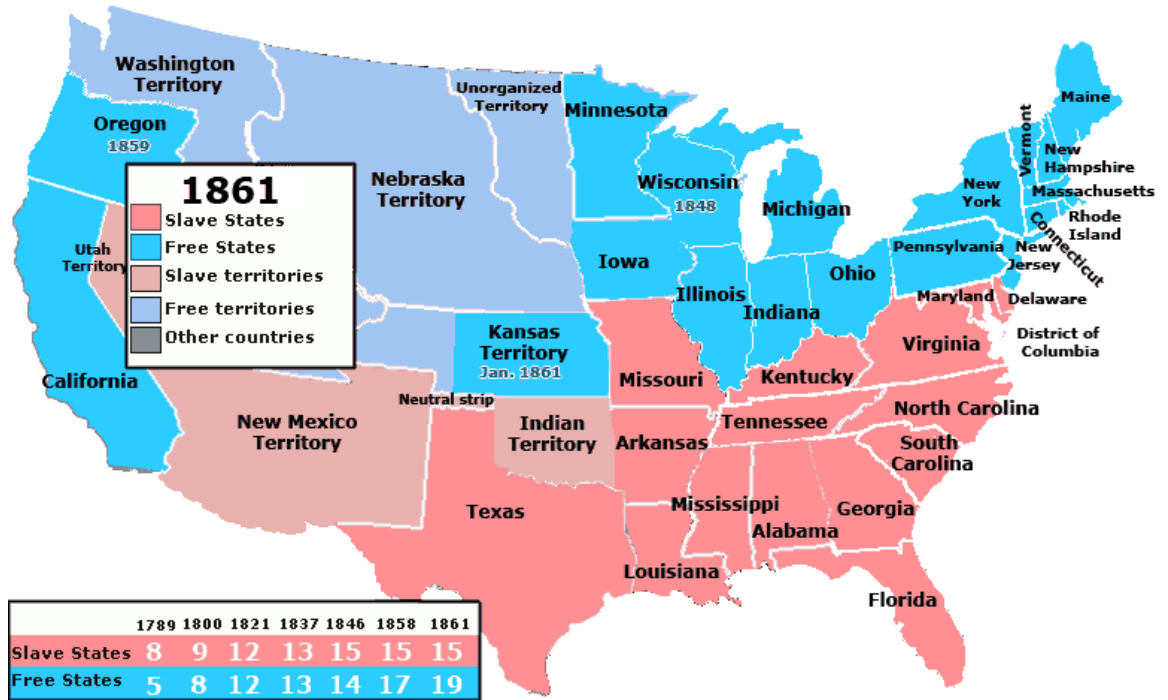 Washington
Territory
Oregon
1859
Unorganized
Territory
Minnesota
Maine
Vermont
New
Hampshire
Massachusetts
Rhode
Island
Connecticut
New
York
Wisconsin
1848
Michigan
Nebraska
Territory
1861
Slave States
Free States
Slave territories
Free territories
Other countries
Utah
Territory
Iowa
Illinois
Indiana
Ohio
Pennsylvania
New
Jersey
Maryland
Delaware
District of
Columbia
Virginia
Kansas
Territory
Jan. 1861
Missouri
Kentucky
California
Neutral strip
New Mexico
Territory
Indian
Territory
Arkansas
Tennessee
North Carolina
South
Carolina
Texas
Mississippi
Alabama
Georgia
Louisiana
Florida
1789 1800 1821 1837 1846 1858 1861
Slave States 8 9 12 13 15 15 15
Free States 5 8 12 13 14 17 19